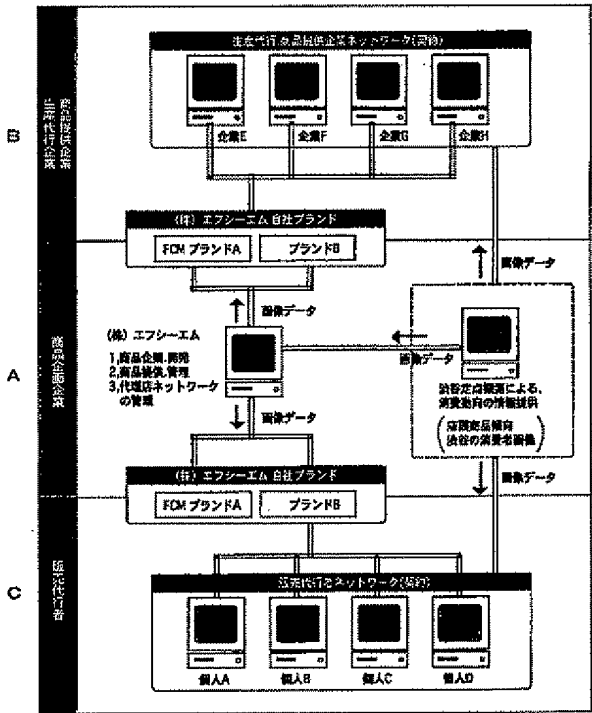 生産代行,商品提供企業ネットワーク(契約)
企業E
企業F
企業G
企業H
B
商品提供企業
生産代行企業
(株) エフシーエム 自社ブランド
FCM ブランドA
ブランドB
画像データ
画像データ
A
商品企画企業
(株) エフシーエム
1,商品企画,開発
2,商品提供,管理
3,代理店ネットワーク
の管理
画像データ
渋谷定点観測による、
消費動向の情報提供
店頭商品傾向
渋谷の消費者画像
画像データ
画像データ
(株) エフシーエム 自社ブランド
FCM ブランドA
ブランドB
C
販売代行者
販売代行者ネットワーク(契約)
個人A
個人B
個人C
個人D